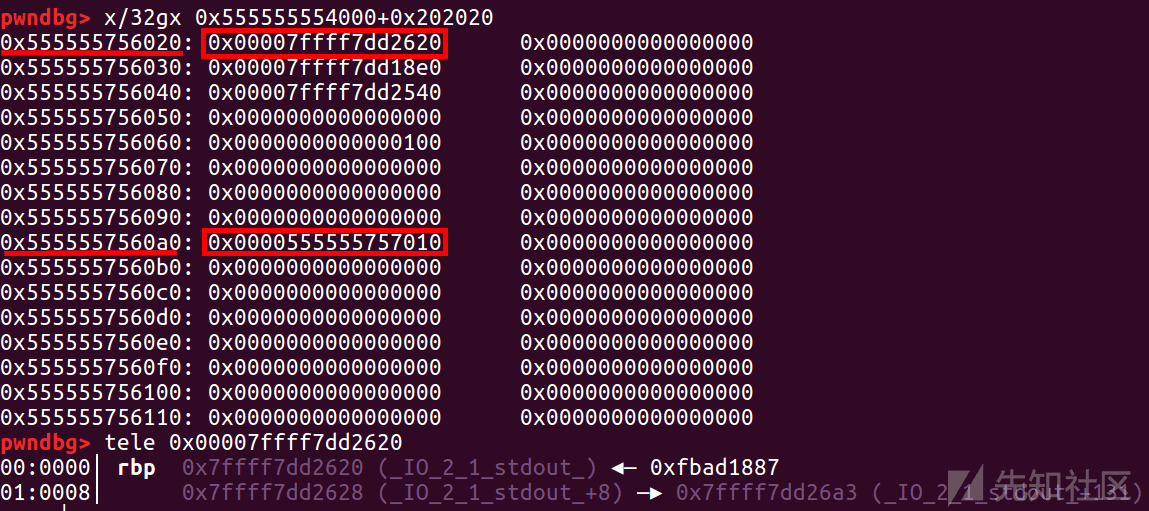 pwndbg> x/32gx 0x555555554000+0x202020
0x555555756020: 0x00007ffff7dd2620 0x0000000000000000
0x555555756030: 0x00007ffff7dd18e0 0x0000000000000000
0x555555756040: 0x00007ffff7dd2540 0x0000000000000000
0x555555756050: 0x0000000000000000 0x0000000000000000
0x555555756060: 0x0000000000000100 0x0000000000000000
0x555555756070: 0x0000000000000000 0x0000000000000000
0x555555756080: 0x0000000000000000 0x0000000000000000
0x555555756090: 0x0000000000000000 0x0000000000000000
0x5555557560a0: 0x0000555555757010 0x0000000000000000
0x5555557560b0: 0x0000000000000000 0x0000000000000000
0x5555557560c0: 0x0000000000000000 0x0000000000000000
0x5555557560d0: 0x0000000000000000 0x0000000000000000
0x5555557560e0: 0x0000000000000000 0x0000000000000000
0x5555557560f0: 0x0000000000000000 0x0000000000000000
0x555555756100: 0x0000000000000000 0x0000000000000000
0x555555756110: 0x0000000000000000 0x0000000000000000
pwndbg> tele 0x00007ffff7dd2620
00:0000│ rbp 0x7ffff7dd2620 (_IO_2_1_stdout_) ◂— 0xfbad1887
01:0008│ 0x7ffff7dd2628 (_IO_2_1_stdout_+8) —▸ 0x7ffff7dd26a3 (_IO_2_1_stdout_+131)
先知社区